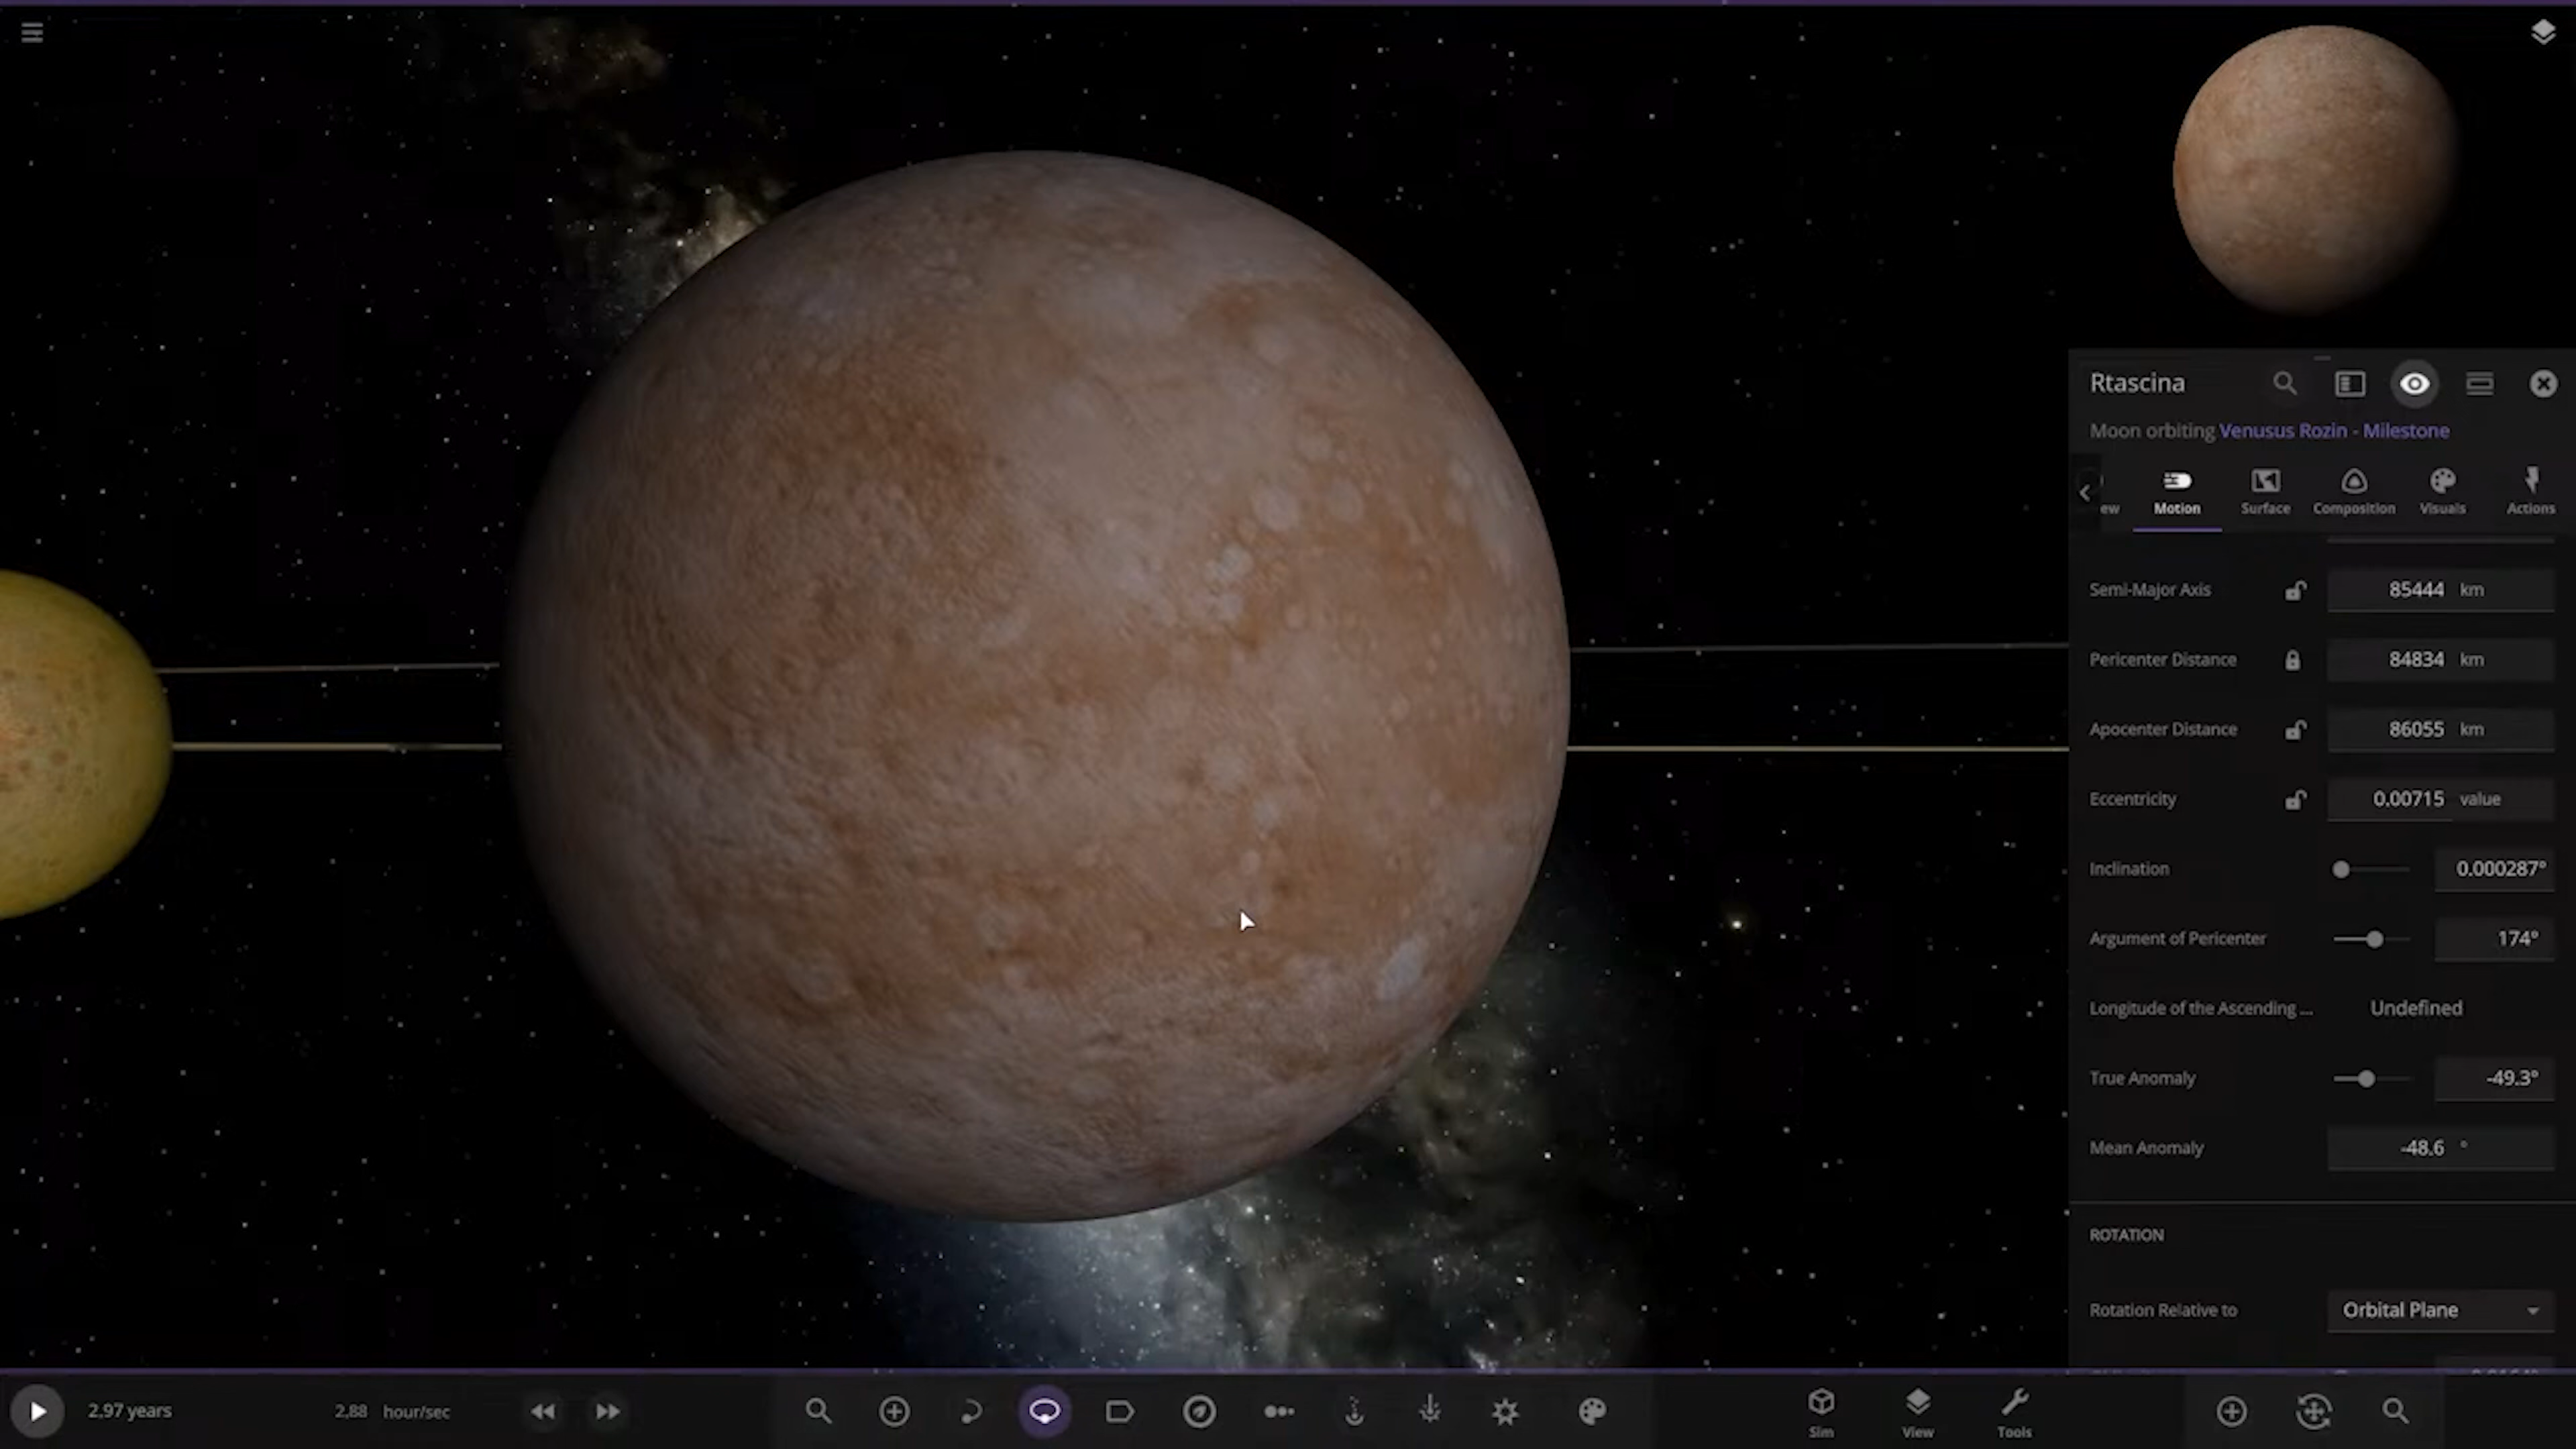 Rtascina
Moon orbiting Venusus Rozin - Milestone
ew
Motion
Surface
Composition
Visuals
Actions
Semi-Major Axis 85444 km
Pericenter Distance 84834 km
Apocenter Distance 86055 km
Eccentricity 0.00715 value
Inclination 0.000287°
Argument of Pericenter 174°
Longitude of the Ascending ... Undefined
True Anomaly -49.3°
Mean Anomaly -48.6 °
ROTATION
Rotation Relative to Orbital Plane
2,97 years
2,88 hour/sec
Sim
View
Tools